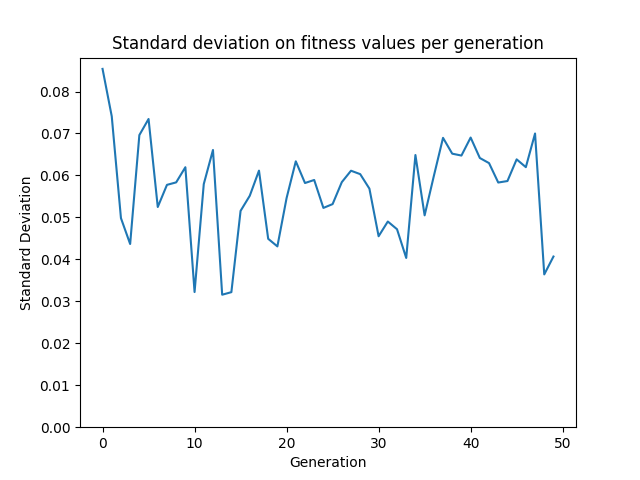 Standard deviation on fitness values per generation
Standard Deviation
0.08
0.07
0.06
0.05
0.04
0.03
0.02
0.01
0.00
0 10 20 30 40 50
Generation